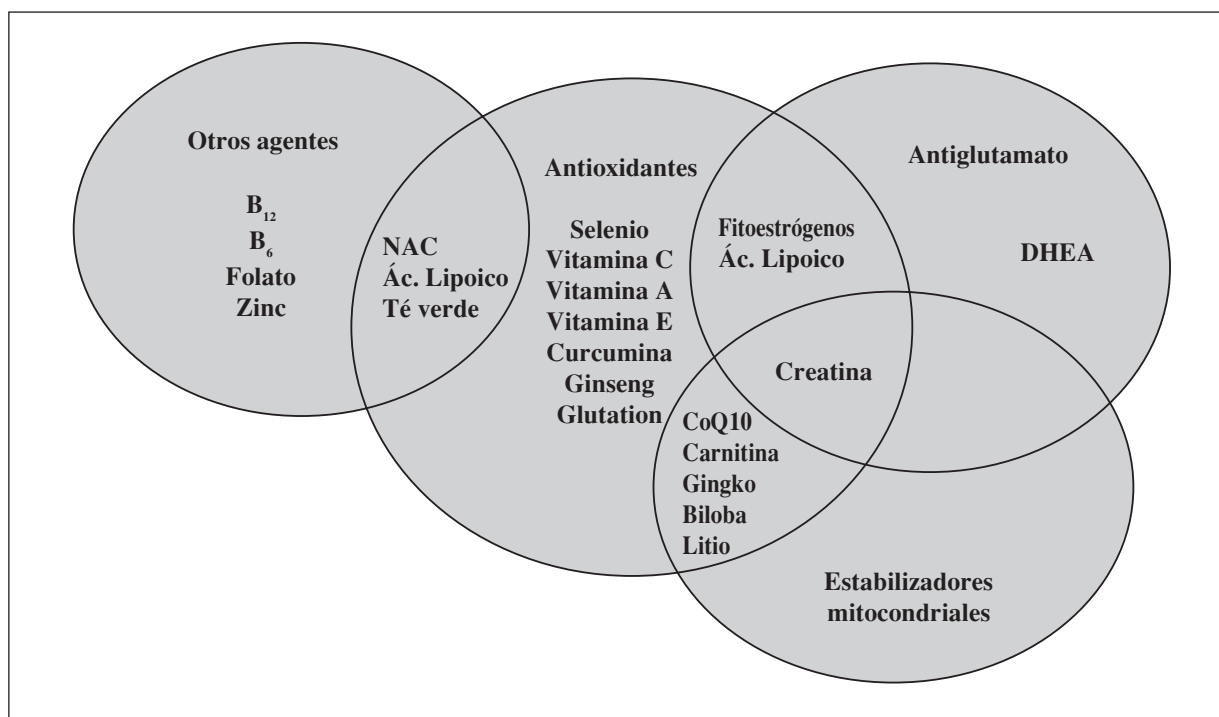 Otros agentes
B₁₂
B₆
Folato
Zinc
NAC
Ác. Lipoico
Té verde
Antioxidantes
Selenio
Vitamina C
Vitamina A
Vitamina E
Curcumina
Ginseng
Glutation
Fitoestrógenos
Ác. Lipoico
Antiglutamato
DHEA
Creatina
CoQ10
Carnitina
Gingko
Biloba
Litio
Estabilizadores
mitocondriales